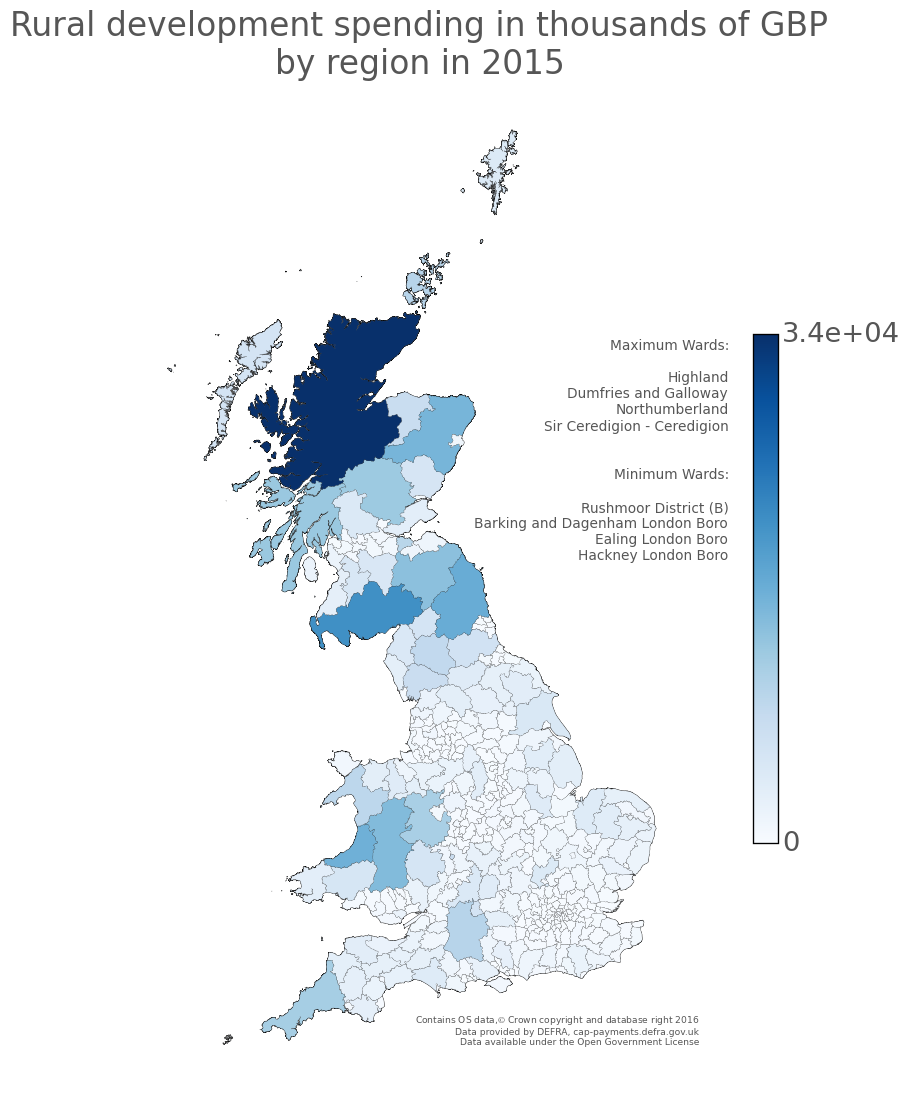 Rural development spending in thousands of GBP
by region in 2015
3.4e+04
Maximum Wards:
Highland
Dumfries and Galloway
Northumberland
Sir Ceredigion - Ceredigion
Minimum Wards:
Rushmoor District (B)
Barking and Dagenham London Boro
Ealing London Boro
Hackney London Boro
0
Contains OS data,© Crown copyright and database right 2016
Data provided by DEFRA, cap-payments.defra.gov.uk
Data available under the Open Government License